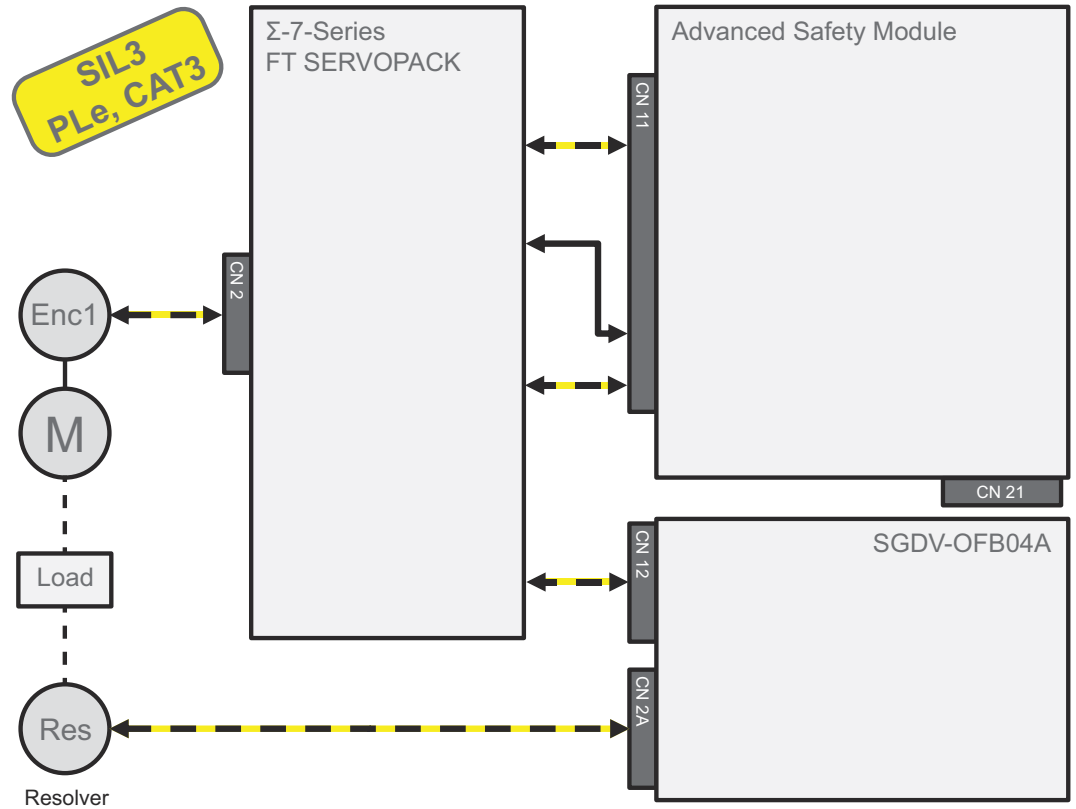 SIL3
PLe, CAT3
Σ-7-Series
FT SERVOPACK
Advanced Safety Module
CN 11
CN 2
Enc1
M
CN 21
Load
CN 12
SGDV-OFB04A
CN 2A
Res
Resolver